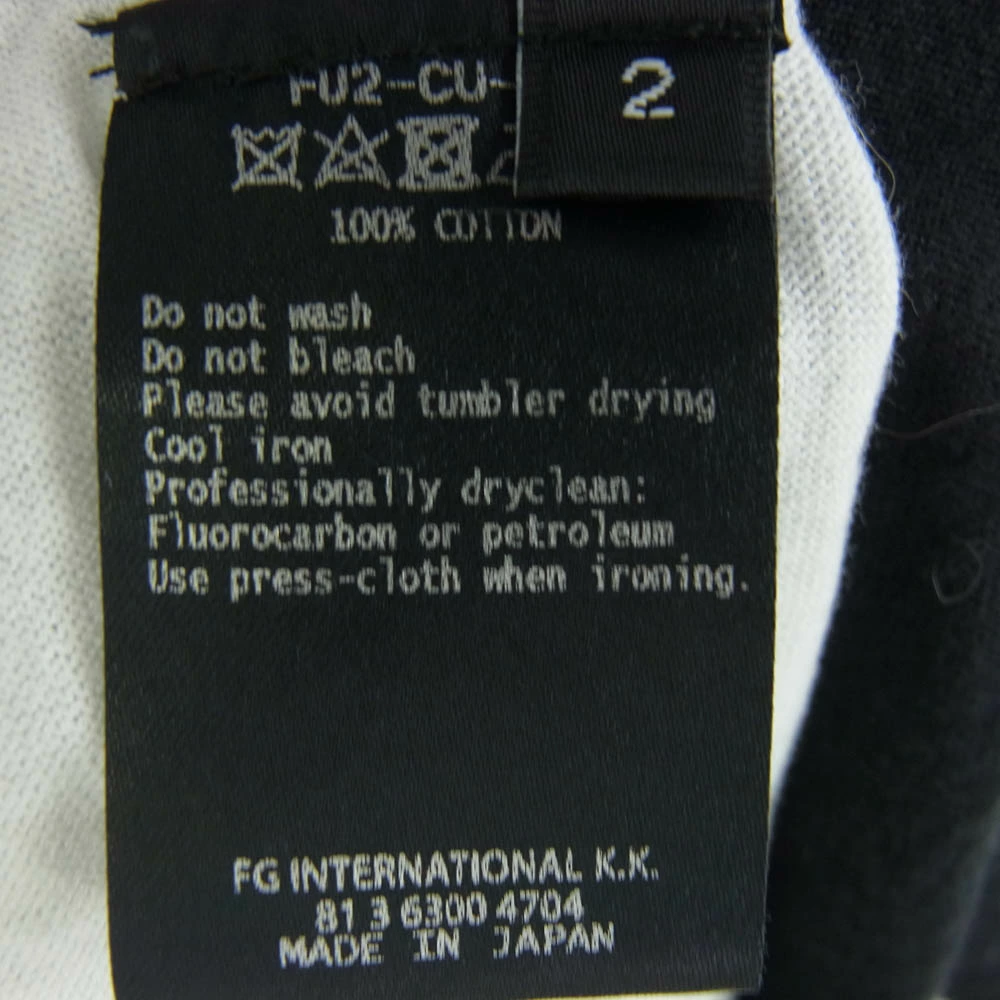 FU2-CU-
2
100% COTTON
Do not wash
Do not bleach
Please avoid tumbler drying
Cool iron
Professionally dryclean:
Fluorocarbon or petroleum
Use press-cloth when ironing.
FG INTERNATIONAL K.K.
81 3 6300 4704
MADE IN JAPAN